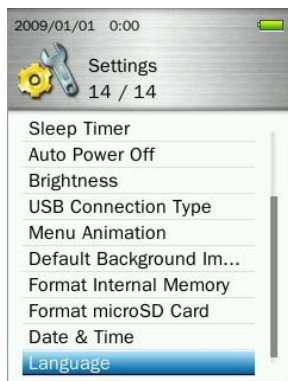 2009/01/01 0:00
Settings
14 / 14
Sleep Timer
Auto Power Off
Brightness
USB Connection Type
Menu Animation
Default Background Im...
Format Internal Memory
Format microSD Card
Date & Time
Language